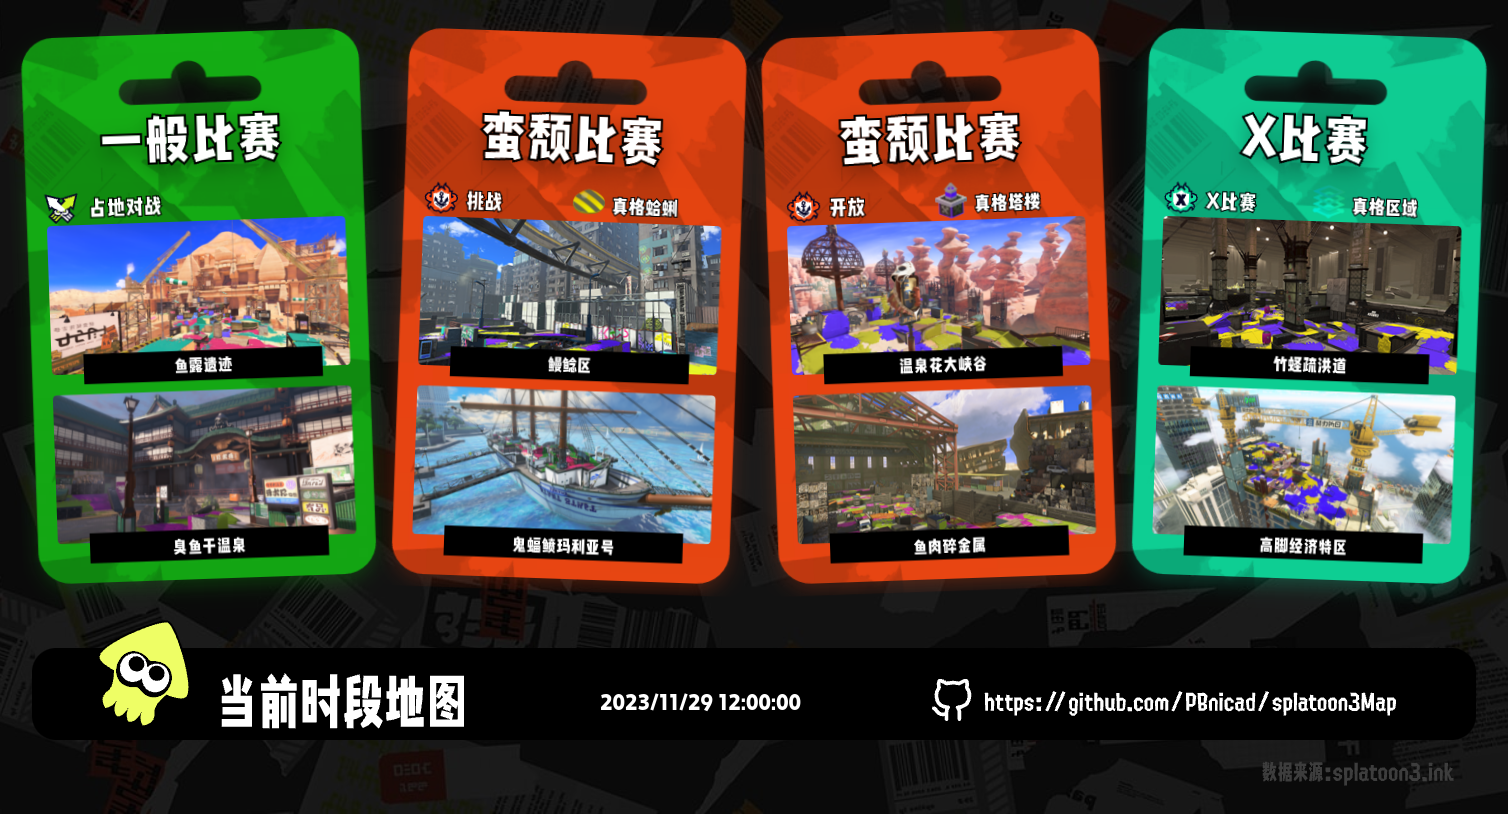 一般比赛
占地对战
鱼露遗迹
臭鱼干温泉
蛮颓比赛
挑战
真格蛤蜊
鳗鲶区
鬼蝠鲼玛利亚号
蛮颓比赛
开放
真格塔楼
温泉花大峡谷
鱼肉碎金属
X比赛
X比赛
真格区域
竹蛏疏洪道
高脚经济特区
当前时段地图
2023/11/29 12:00:00
https://github.com/PBnicad/splatoon3Map
数据来源:splatoon3.ink